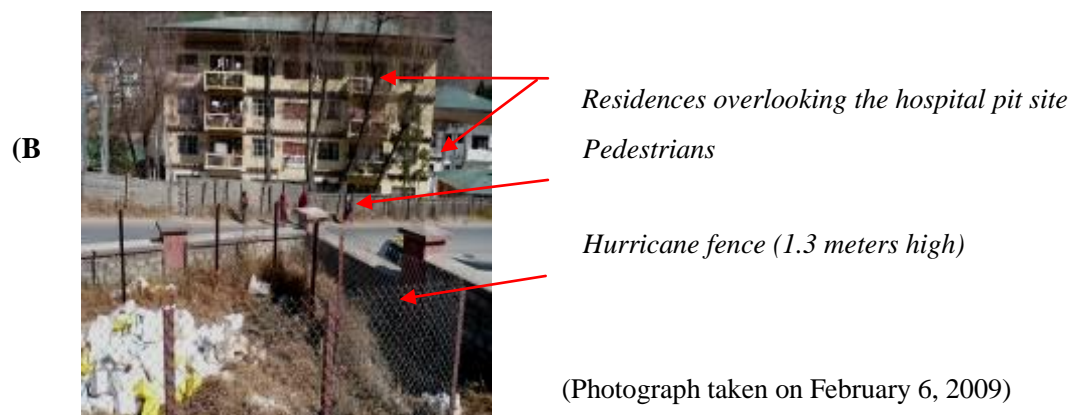 Residences overlooking the hospital pit site
(B
Pedestrians
Hurricane fence (1.3 meters high)
(Photograph taken on February 6, 2009)